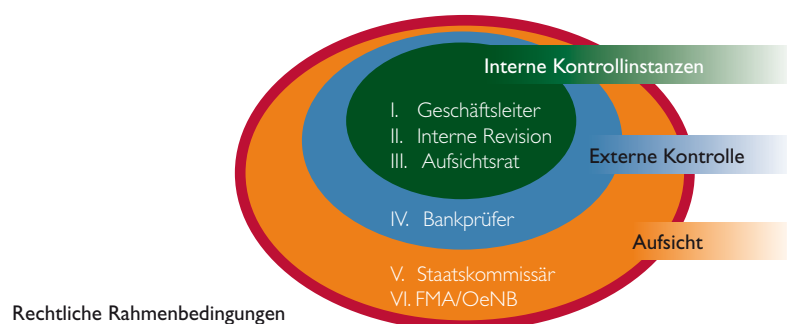 Interne Kontrollinstanzen
I. Geschäftsleiter
II. Interne Revision
III. Aufsichtsrat
Externe Kontrolle
IV. Bankprüfer
Aufsicht
V. Staatskommissär
VI. FMA/OeNB
Rechtliche Rahmenbedingungen